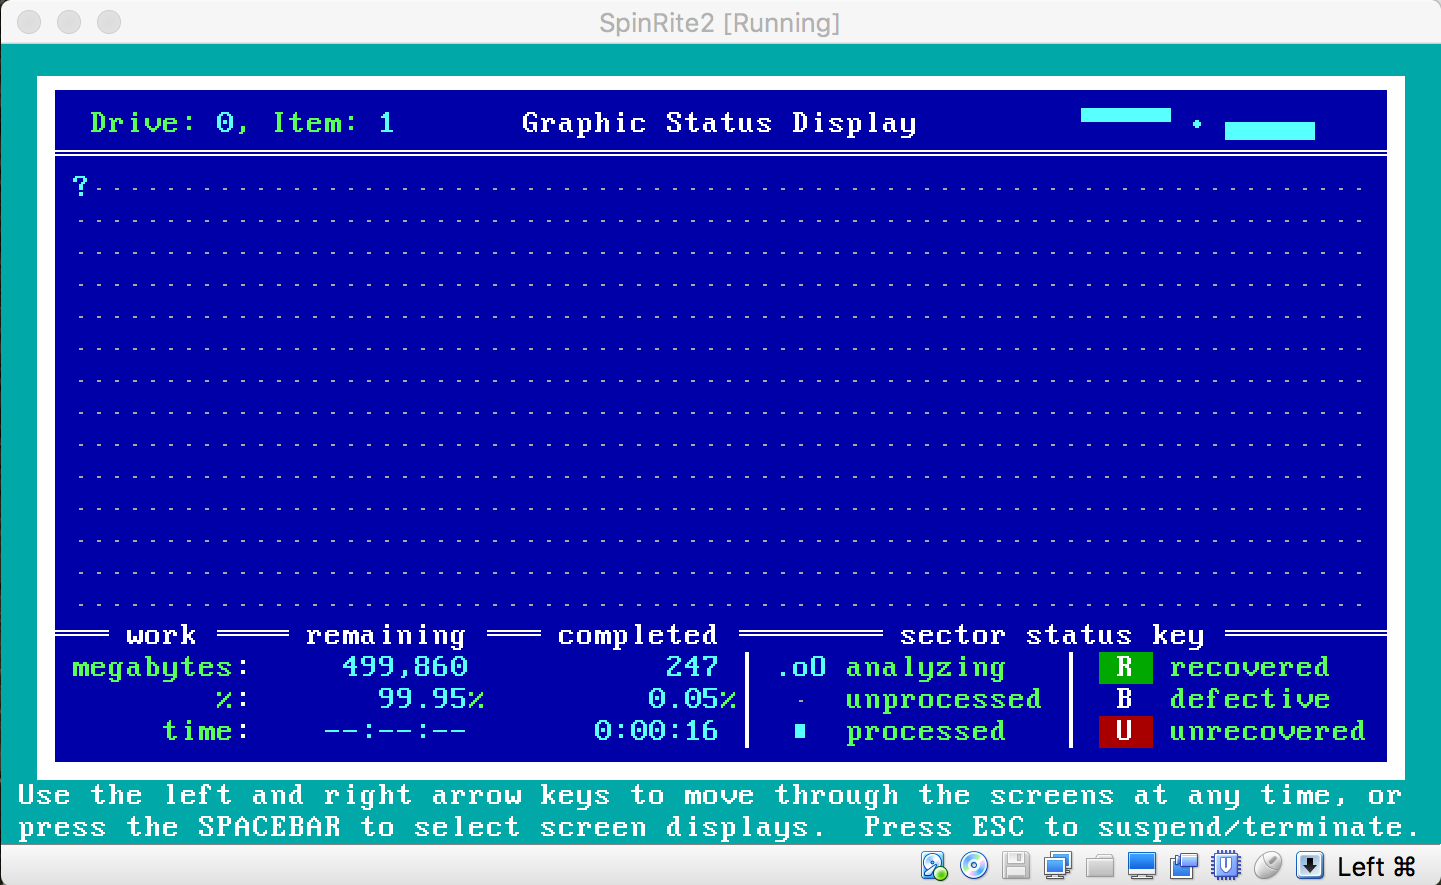 SpinRite2 [Running]
Drive: 0, Item: 1 Graphic Status Display
?
work remaining completed sector status key
megabytes: 499,860 247 .oO analyzing R recovered
%: 99.95% 0.05% - unprocessed B defective
time: --:--:-- 0:00:16 ■ processed U unrecovered
Use the left and right arrow keys to move through the screens at any time, or
press the SPACEBAR to select screen displays. Press ESC to suspend/terminate.
Left ⌘